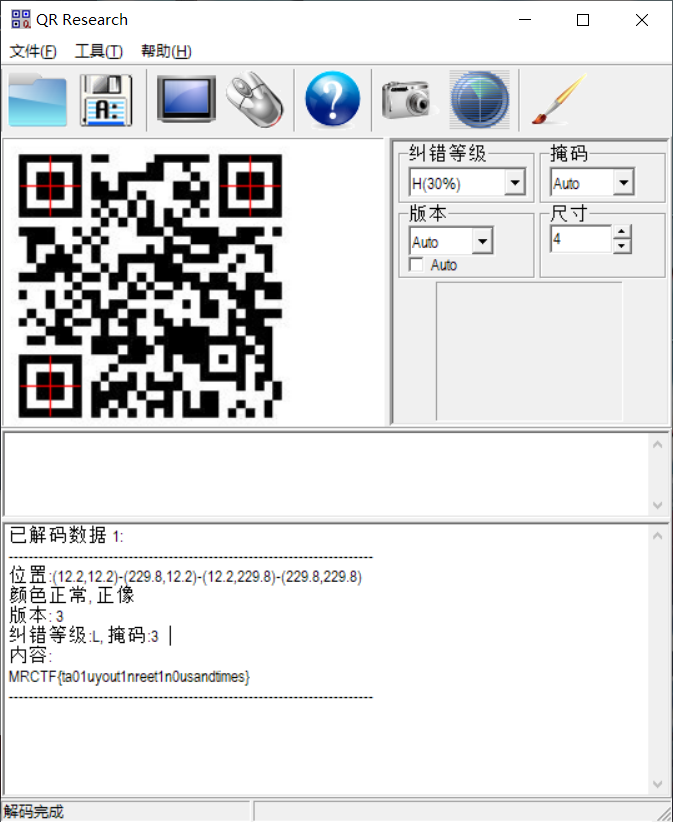 QR Research
文件(F) 工具(T) 帮助(H)
A:
纠错等级 掩码
H(30%) Auto
版本 尺寸
Auto 4
Auto
已解码数据 1:
--------------------------------------------------------------------------------
位置:(12.2,12.2)-(229.8,12.2)-(12.2,229.8)-(229.8,229.8)
颜色正常, 正像
版本: 3
纠错等级:L, 掩码:3
内容:
MRCTF{ta01uyout1nreet1n0usandtimes}
--------------------------------------------------------------------------------
解码完成